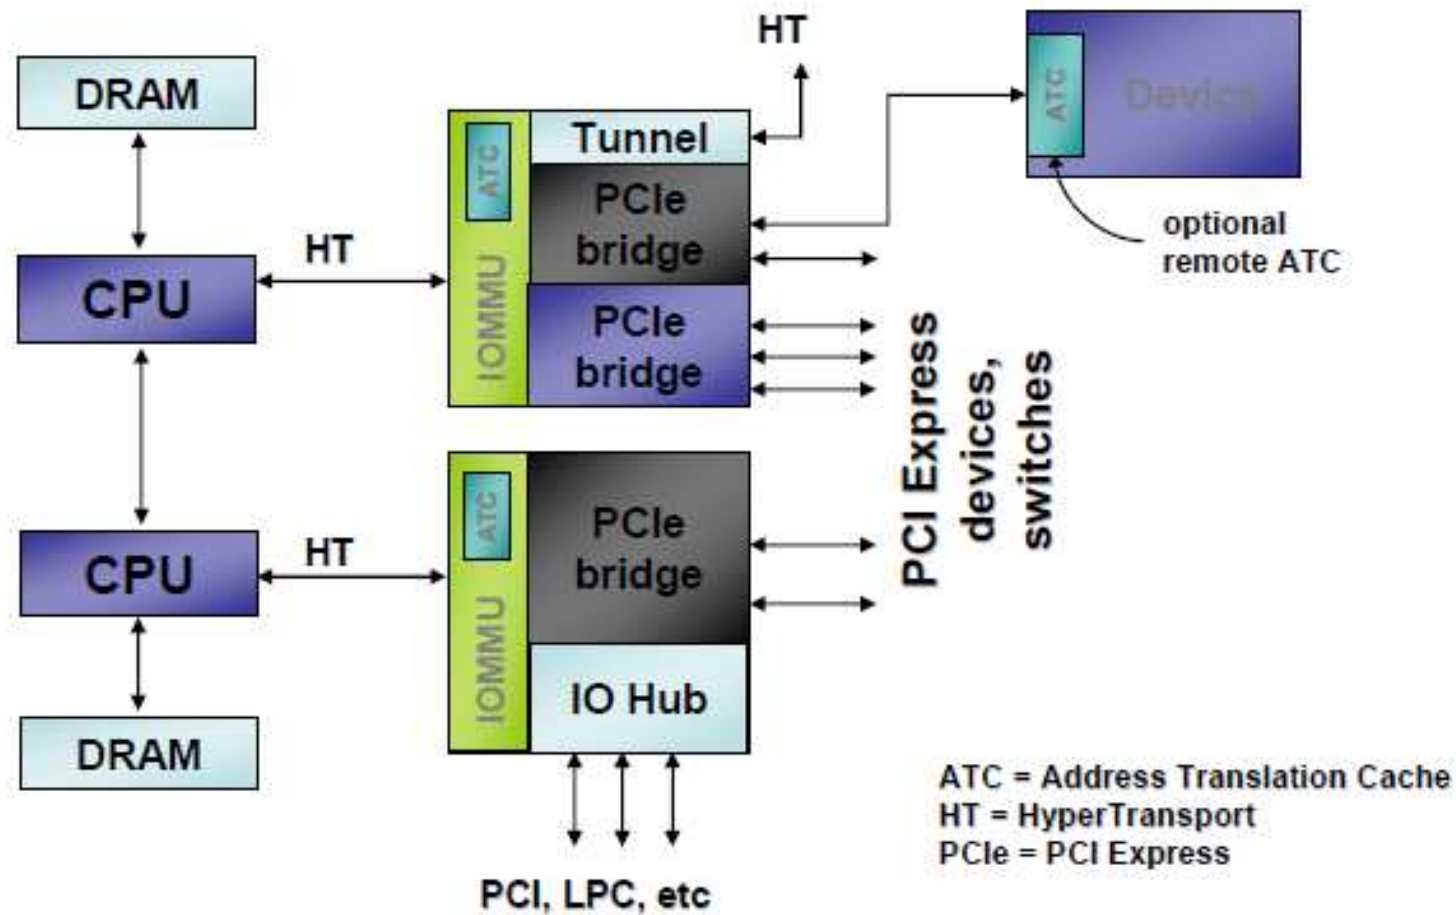 HT
DRAM
ATC
Device
Tunnel
ATC
PCIe
bridge
optional
remote ATC
HT
CPU
IOMMU
PCIe
bridge
PCI Express
devices,
switches
HT
CPU
ATC
IOMMU
PCIe
bridge
IO Hub
DRAM
ATC = Address Translation Cache
HT = HyperTransport
PCIe = PCI Express
PCI, LPC, etc